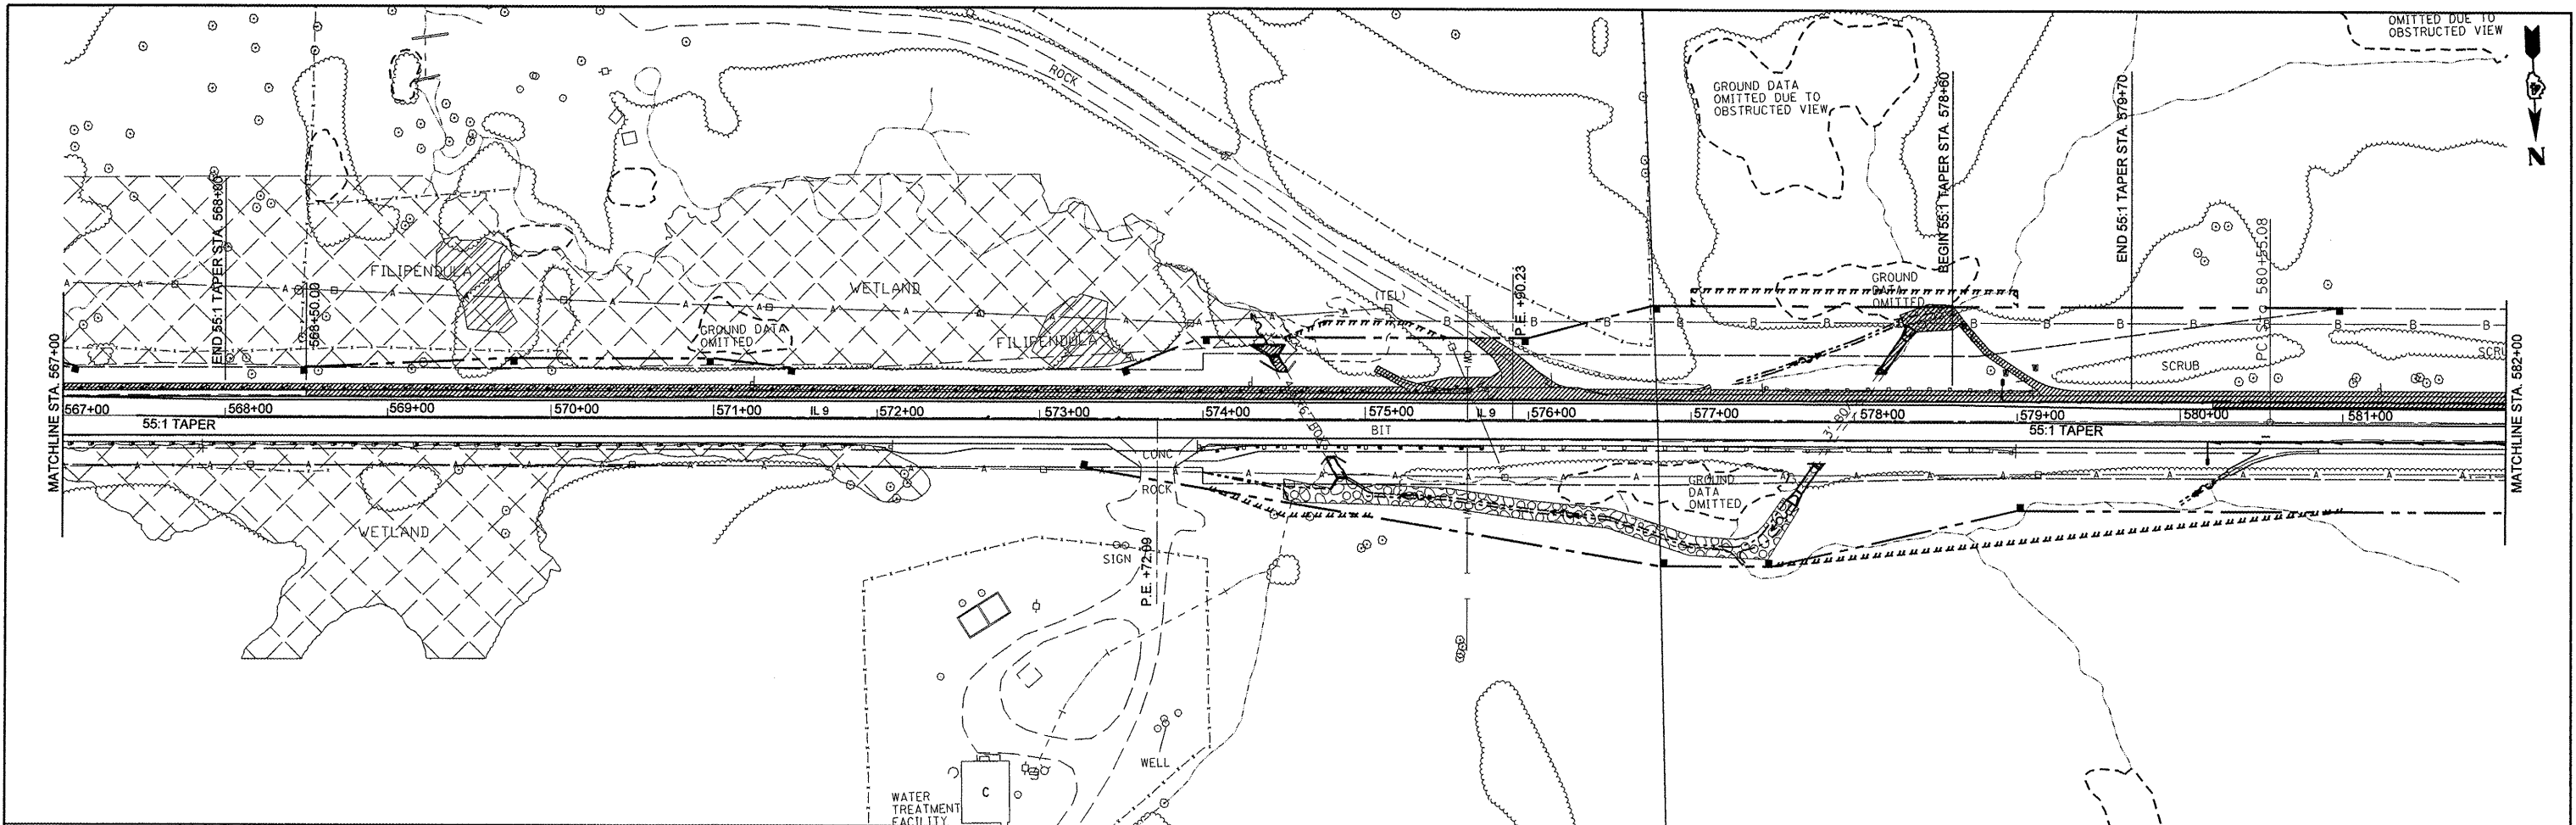 OMITTED DUE TO
OBSTRUCTED VIEW
ROCK
GROUND DATA
OMITTED DUE TO
OBSTRUCTED VIEW
N
BEGIN 55:1 TAPER STA. 578+60
END 55:1 TAPER STA. 579+70
END 55:1 TAPER STA. 568+00
568+50.00
FILIPENDULA
WETLAND
GROUND DATA
OMITTED
FILIPENDULA
(TEL)
P.E. +90.23
GROUND
DATA
OMITTED
580+55.08
SCRUB
MATCHLINE STA. 567+00
MATCHLINE STA. 582+00
567+00 568+00 569+00 570+00 571+00 IL 9 572+00 573+00 574+00 575+00 IL 9 576+00 577+00 578+00 579+00 580+00 581+00
55:1 TAPER
BIT
55:1 TAPER
CONC
ROCK
GROUND
DATA
OMITTED
WETLAND
SIGN
P.E. +72.09
WELL
WATER
TREATMENT
FACILITY
C